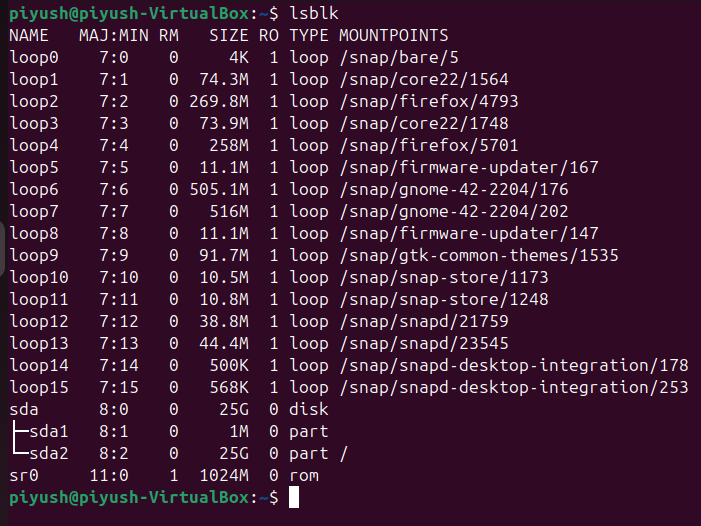 piyush@piyush-VirtualBox:~$ lsblk
NAME   MAJ:MIN RM   SIZE RO TYPE MOUNTPOINTS
loop0    7:0    0     4K  1 loop /snap/bare/5
loop1    7:1    0  74.3M  1 loop /snap/core22/1564
loop2    7:2    0 269.8M  1 loop /snap/firefox/4793
loop3    7:3    0  73.9M  1 loop /snap/core22/1748
loop4    7:4    0   258M  1 loop /snap/firefox/5701
loop5    7:5    0  11.1M  1 loop /snap/firmware-updater/167
loop6    7:6    0 505.1M  1 loop /snap/gnome-42-2204/176
loop7    7:7    0   516M  1 loop /snap/gnome-42-2204/202
loop8    7:8    0  11.1M  1 loop /snap/firmware-updater/147
loop9    7:9    0  91.7M  1 loop /snap/gtk-common-themes/1535
loop10   7:10   0  10.5M  1 loop /snap/snap-store/1173
loop11   7:11   0  10.8M  1 loop /snap/snap-store/1248
loop12   7:12   0  38.8M  1 loop /snap/snapd/21759
loop13   7:13   0  44.4M  1 loop /snap/snapd/23545
loop14   7:14   0   500K  1 loop /snap/snapd-desktop-integration/178
loop15   7:15   0   568K  1 loop /snap/snapd-desktop-integration/253
sda      8:0    0    25G  0 disk
├─sda1   8:1    0     1M  0 part
└─sda2   8:2    0    25G  0 part /
sr0     11:0    1  1024M  0 rom
piyush@piyush-VirtualBox:~$